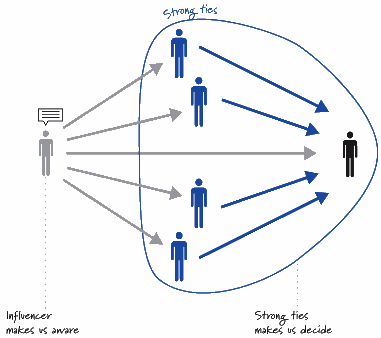 Strong ties
Influencer
makes us aware
Strong ties
makes us decide